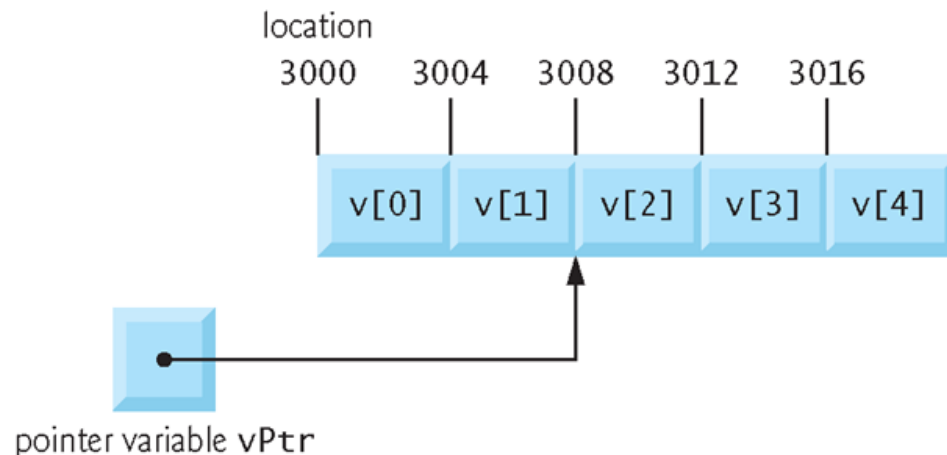 location
3000 3004 3008 3012 3016
v[0] v[1] v[2] v[3] v[4]
pointer variable vPtr